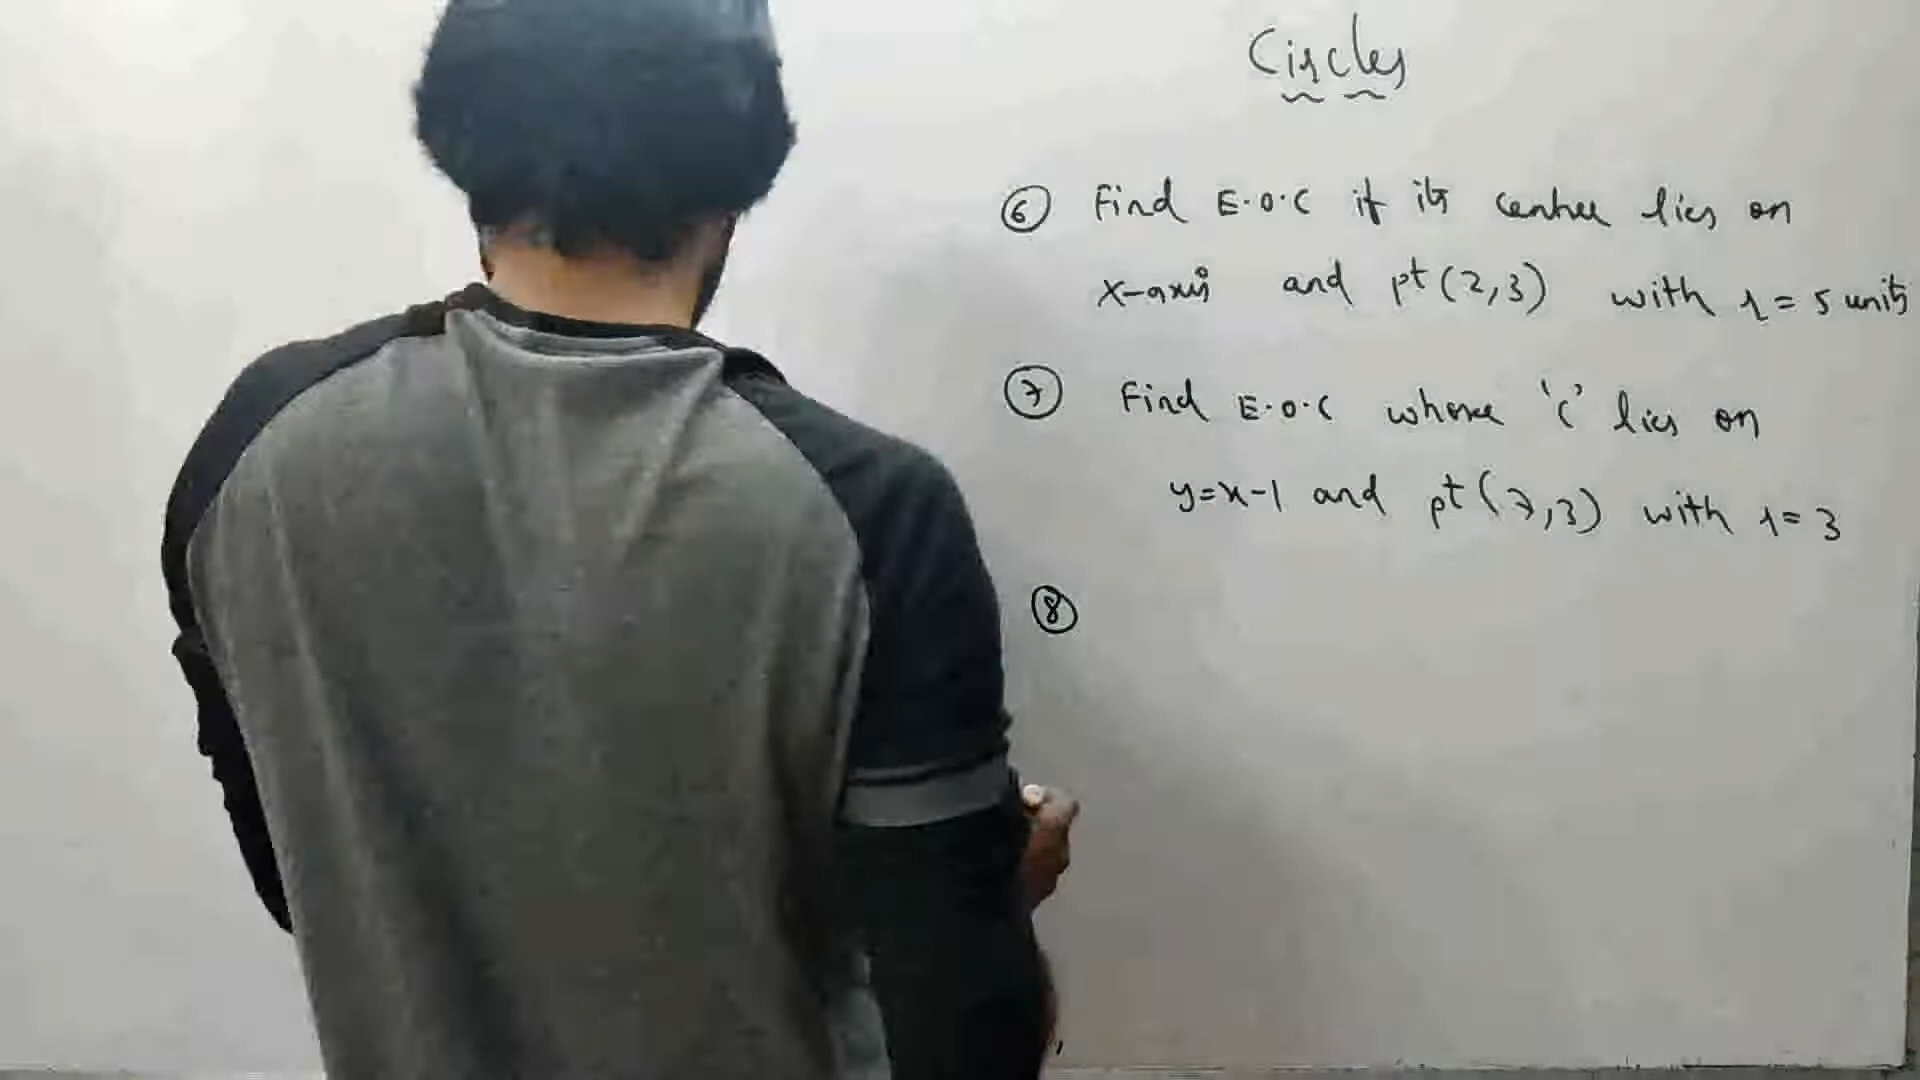 Circles
⑥ Find E.O.C if its centre lies on
x-axis and pt (2,3) with r = 5 units
⑦ Find E.O.C whose 'C' lies on
y=x-1 and pt (7,3) with r = 3
⑧